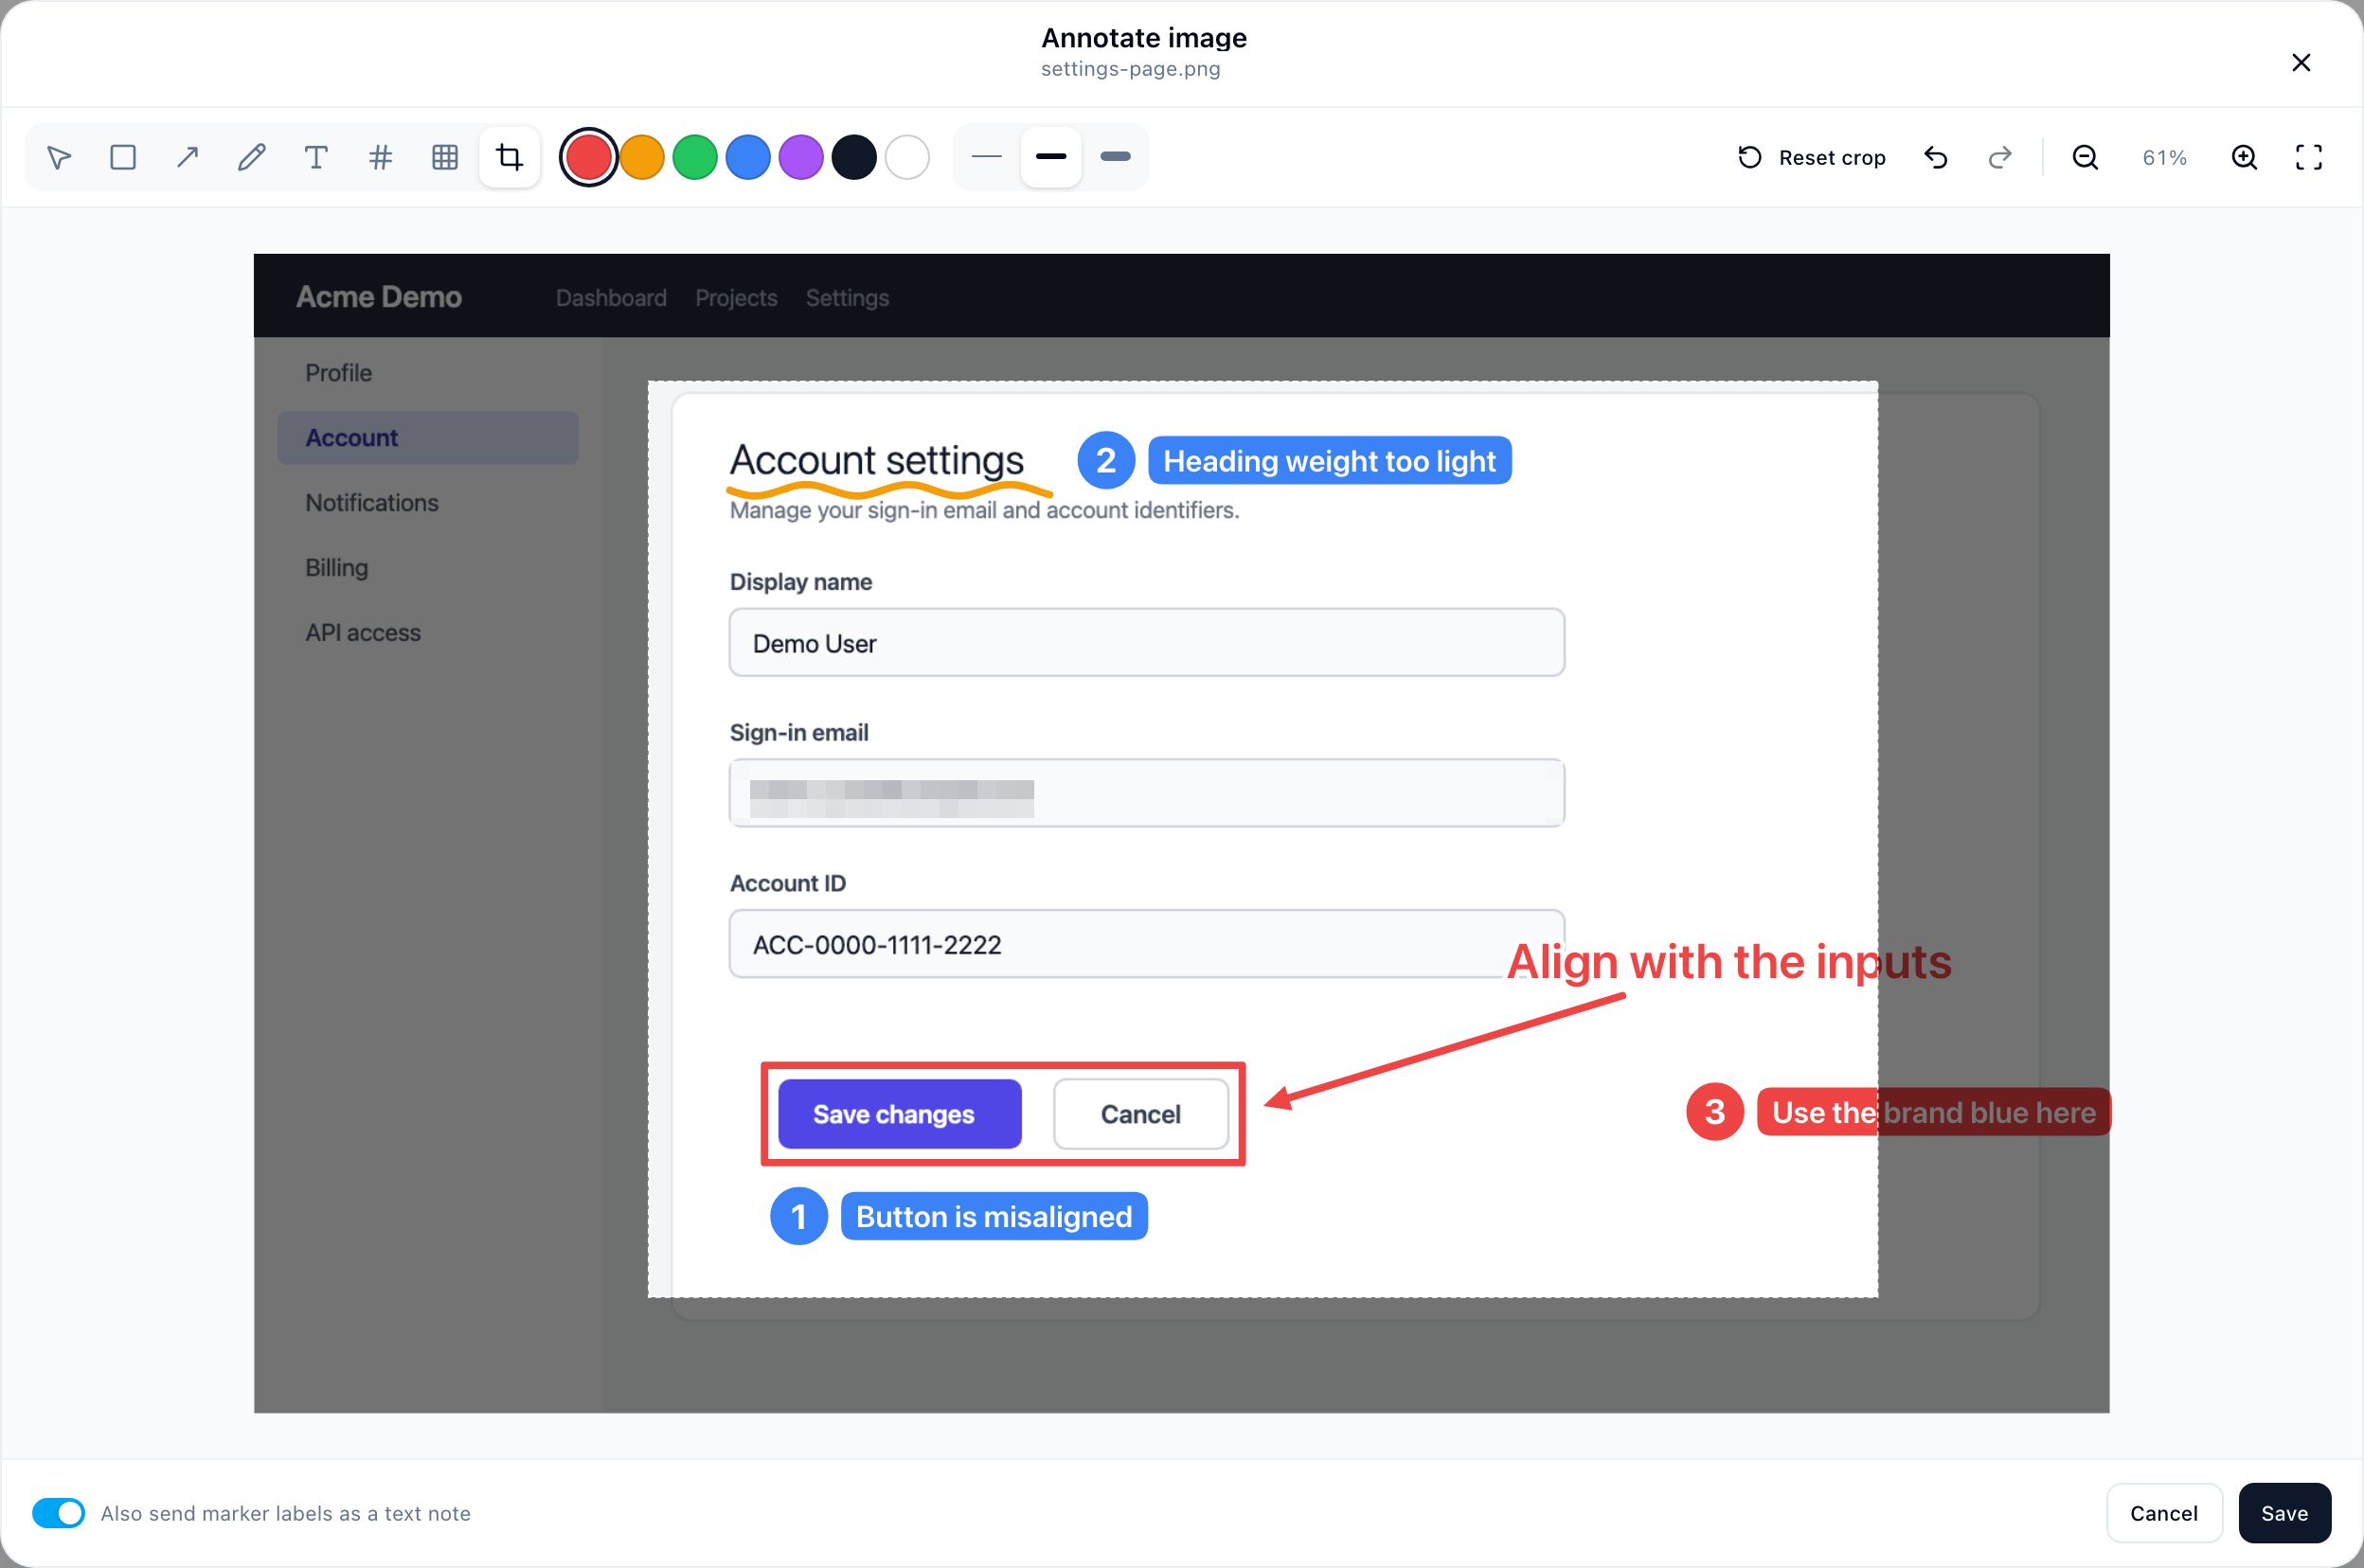 Annotate image
settings-page.png
Reset crop
61%
Acme Demo Dashboard Projects Settings
Profile
Account
Notifications
Billing
API access
Account settings
2 Heading weight too light
Manage your sign-in email and account identifiers.
Display name
Demo User
Sign-in email
Account ID
ACC-0000-1111-2222
Align with the inputs
Save changes Cancel
3 Use the brand blue here
1 Button is misaligned
Also send marker labels as a text note
Cancel Save